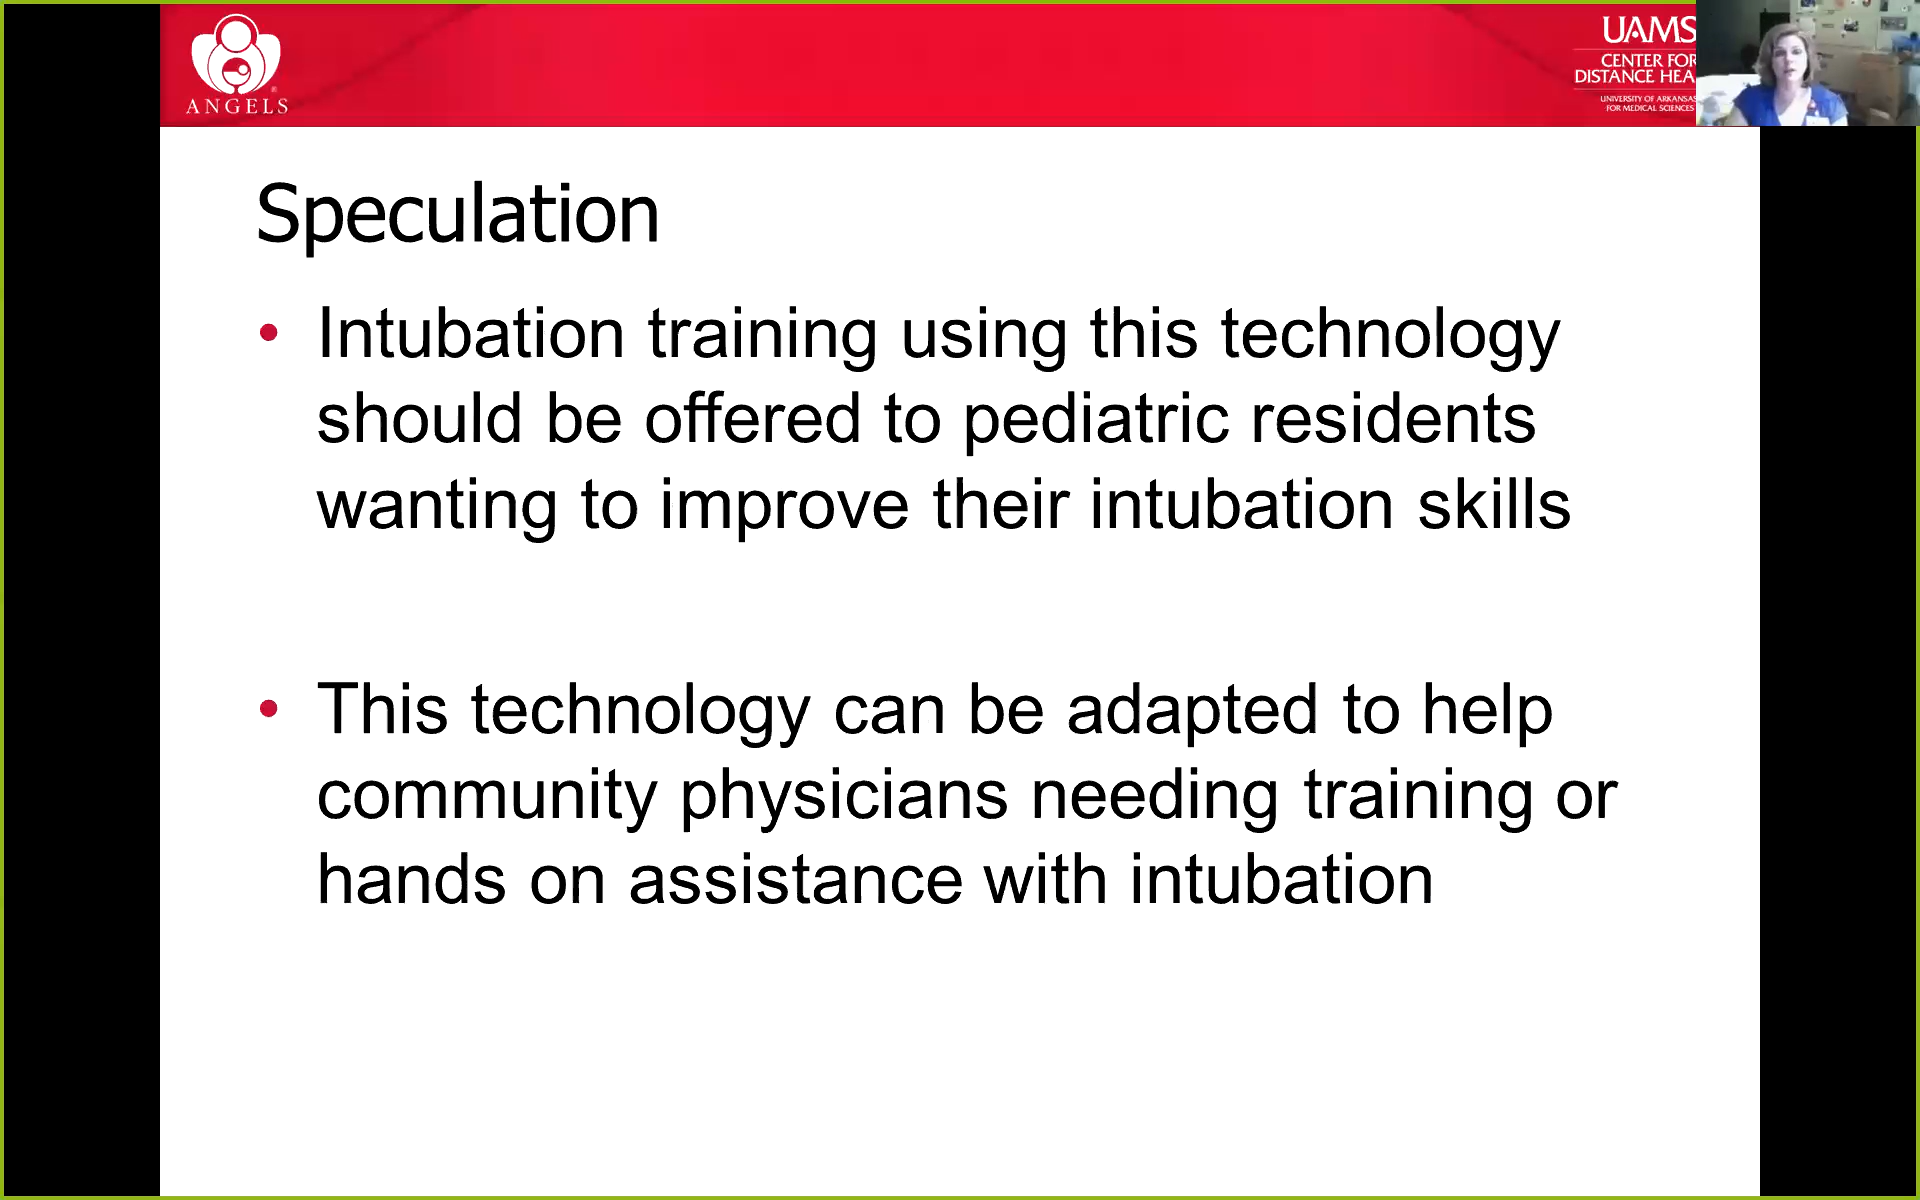 ANGELS
UAMS
CENTER FOR
DISTANCE HEA
UNIVERSITY OF ARKANSAS
FOR MEDICAL SCIENCES
Speculation
• Intubation training using this technology
should be offered to pediatric residents
wanting to improve their intubation skills
• This technology can be adapted to help
community physicians needing training or
hands on assistance with intubation